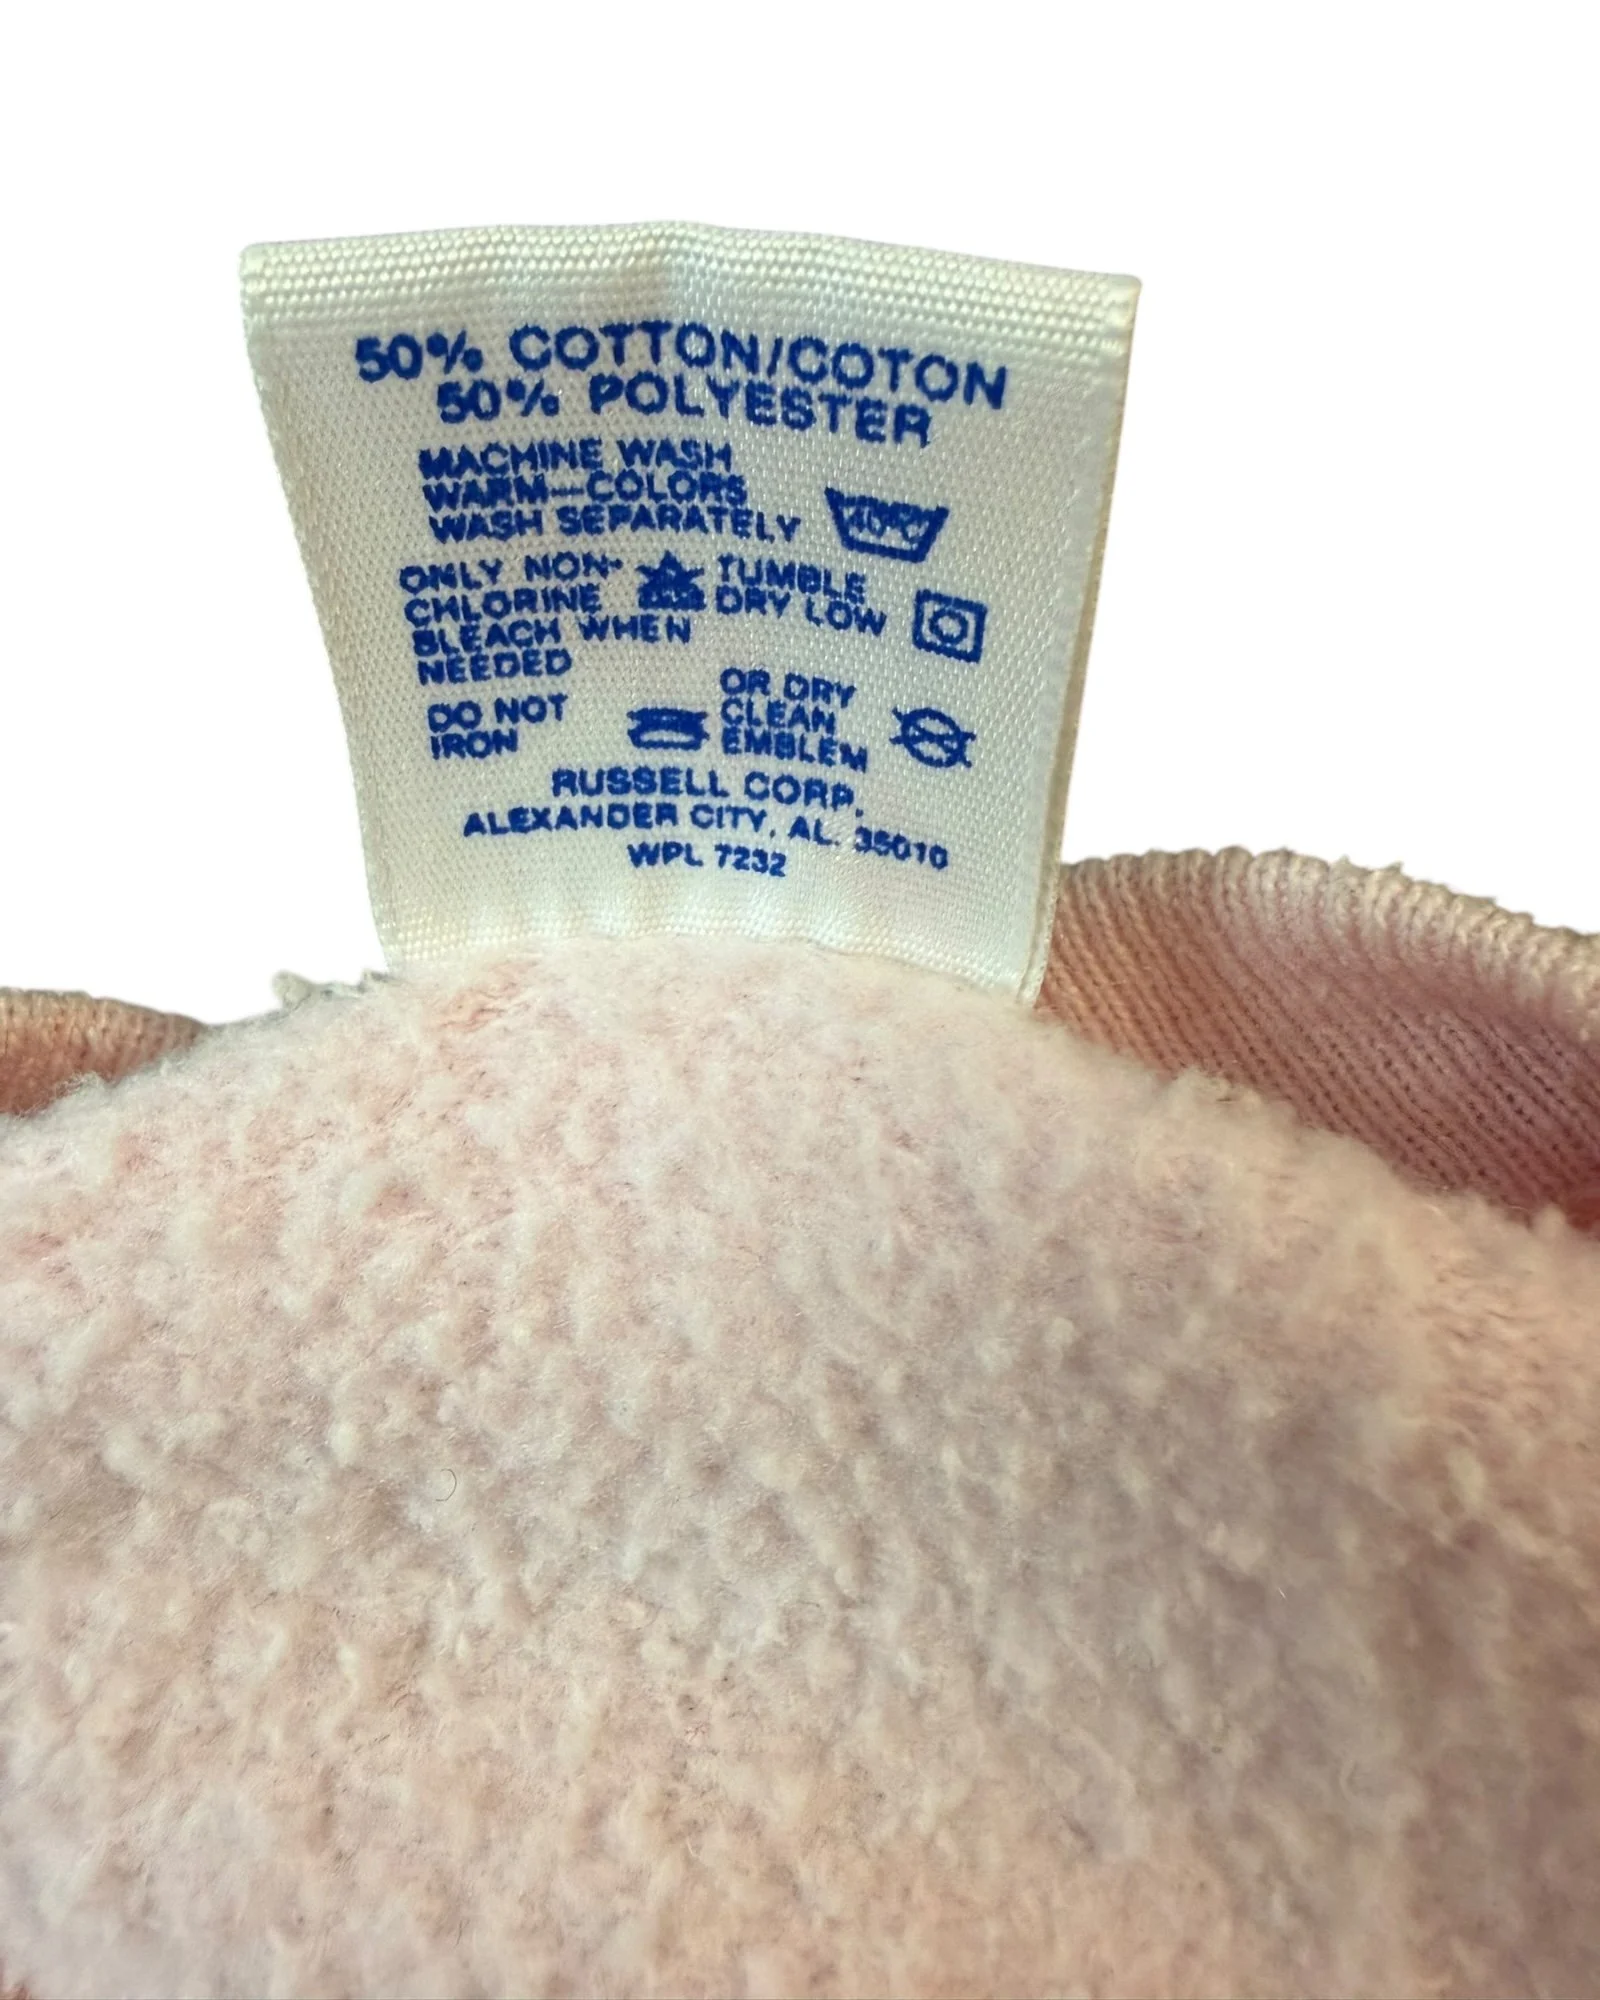 50% COTTON/COTON
50% POLYESTER
MACHINE WASH
WARM—COLORS
WASH SEPARATELY
40°C
ONLY NON-
CHLORINE
BLEACH WHEN
NEEDED
TUMBLE
DRY LOW
DO NOT
IRON
OR DRY
CLEAN
EMBLEM
RUSSELL CORP.
ALEXANDER CITY, AL. 35010
WPL 7232